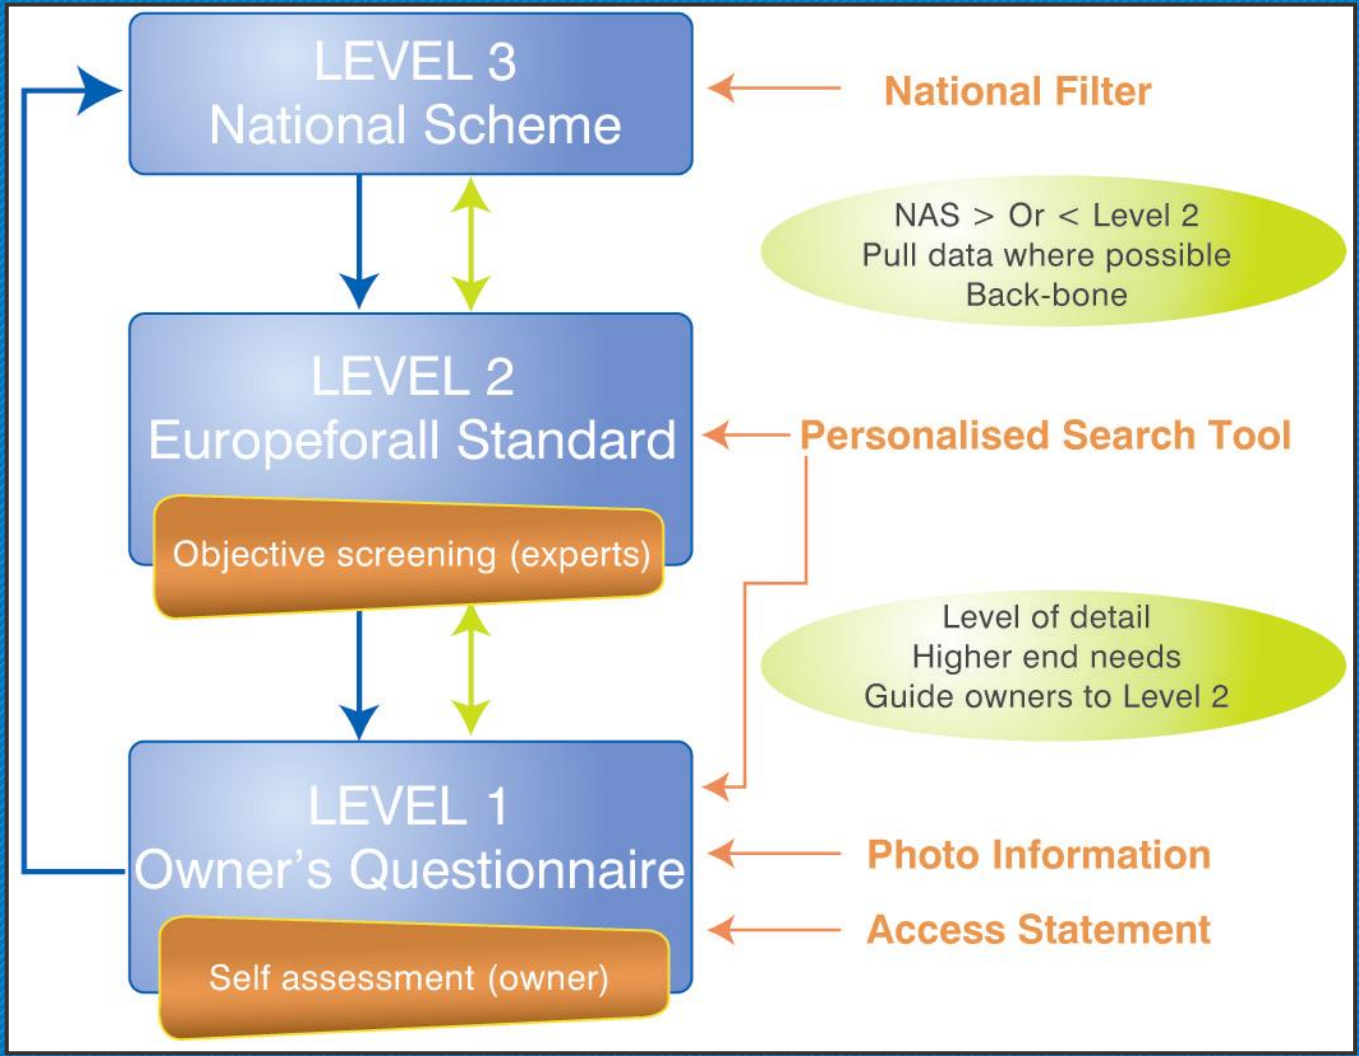 LEVEL 3
National Scheme
National Filter
NAS > Or < Level 2
Pull data where possible
Back-bone
LEVEL 2
Europeforall Standard
Personalised Search Tool
Objective screening (experts)
Level of detail
Higher end needs
Guide owners to Level 2
LEVEL 1
Owner’s Questionnaire
Photo Information
Access Statement
Self assessment (owner)